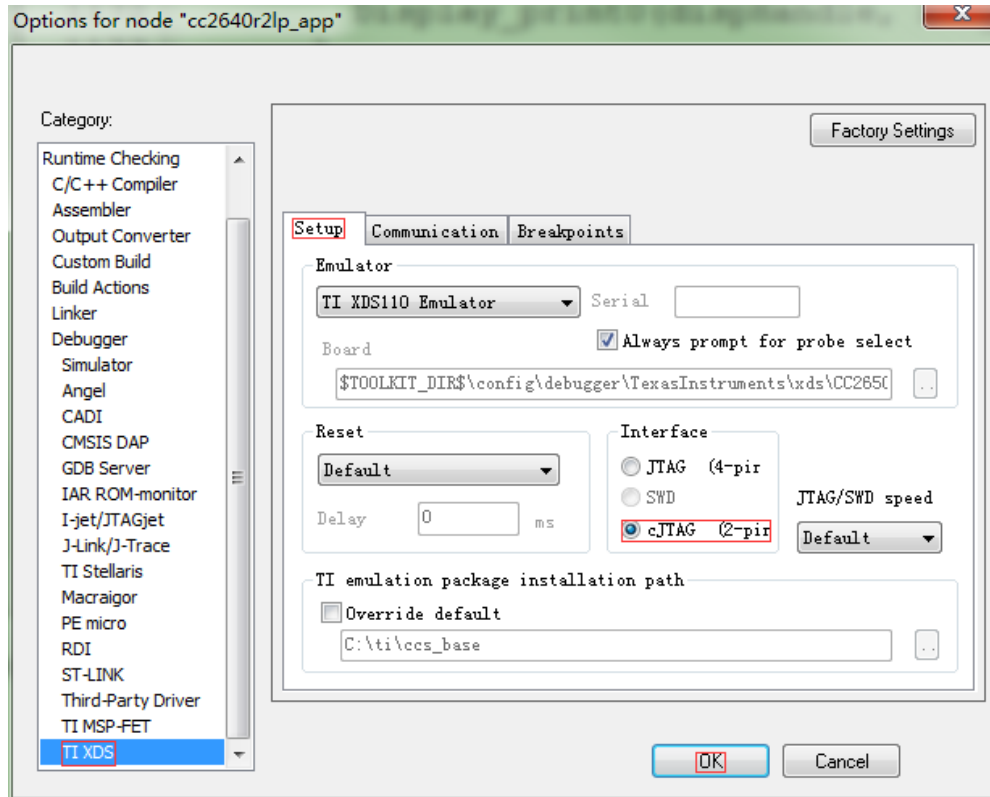 Options for node "cc2640r2lp_app"
Category:
Factory Settings
Runtime Checking
C/C++ Compiler
Assembler
Output Converter
Custom Build
Build Actions
Linker
Debugger
Simulator
Angel
CADI
CMSIS DAP
GDB Server
IAR ROM-monitor
I-jet/JTAGjet
J-Link/J-Trace
TI Stellaris
Macraigor
PE micro
RDI
ST-LINK
Third-Party Driver
TI MSP-FET
TI XDS
Setup Communication Breakpoints
Emulator
TI XDS110 Emulator Serial
Always prompt for probe select
Board
$TOOLKIT_DIR$\config\debugger\TexasInstruments\xds\CC265(
..
Reset
Default
Delay 0 ms
Interface
JTAG (4-pir
SWD
cJTAG (2-pir
JTAG/SWD speed
Default
TI emulation package installation path
Override default
C:\ti\ccs_base
..
OK Cancel